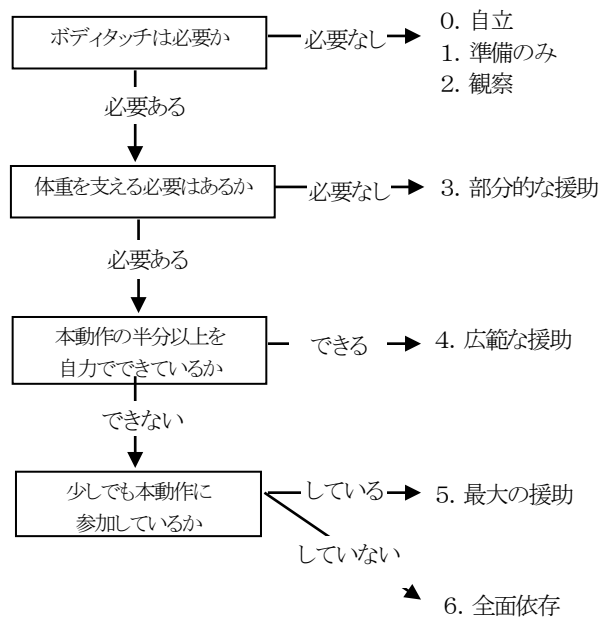 ボディタッチは必要か
必要なし
0. 自立
1. 準備のみ
2. 観察
必要ある
体重を支える必要はあるか
必要なし
3. 部分的な援助
必要ある
本動作の半分以上を
自力でできているか
できる
4. 広範な援助
できない
少しでも本動作に
参加しているか
している
5. 最大の援助
していない
6. 全面依存